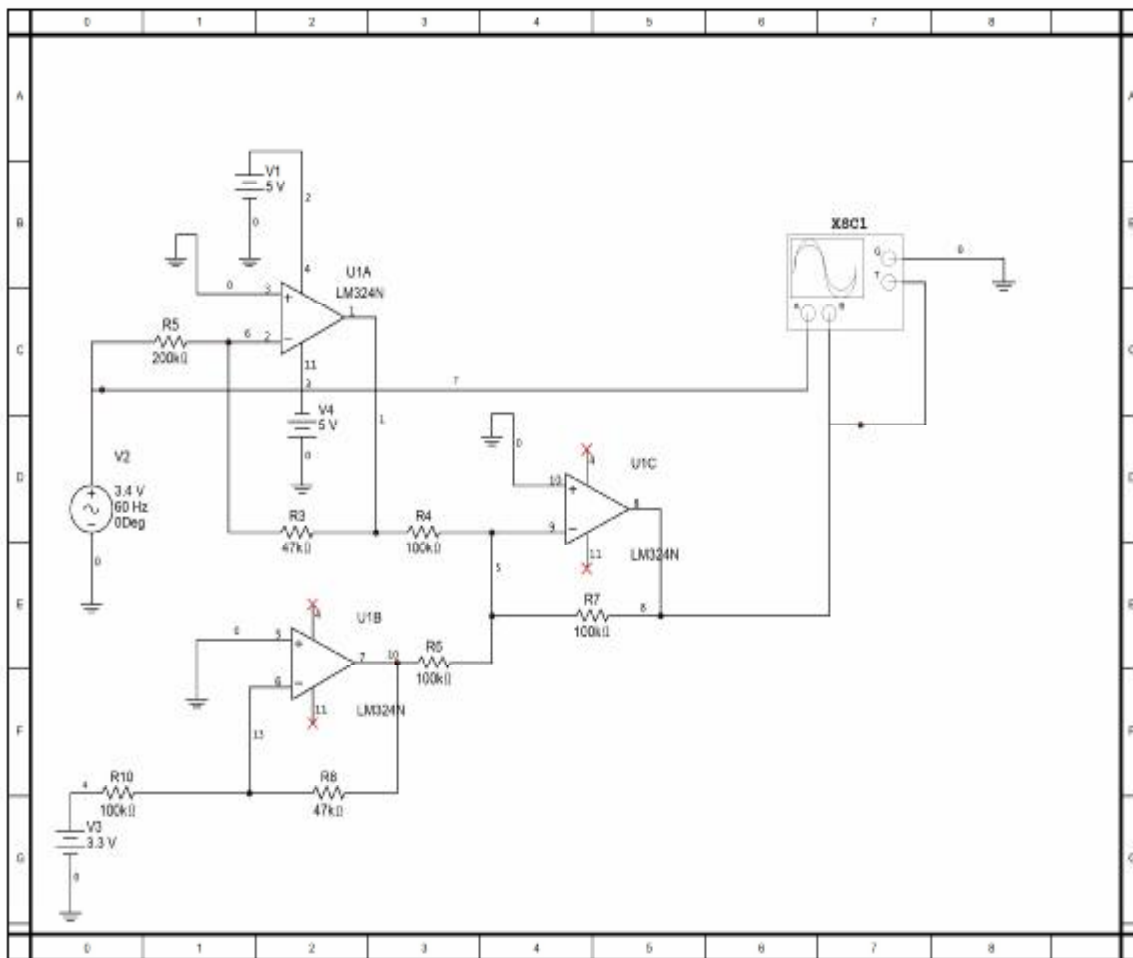 0 1 2 3 4 5 6 7 8
A A
V1
5 V
2
0
B B
XSC1
G
T
0
A B
4
U1A
LM324N
0 3
1
R5
200kΩ
6 2
C C
11
3
7
V4
5 V
1
0
0
V2
U1C
4
D D
10
8
3.4 V
60 Hz
0Deg
R3
47kΩ
R4
100kΩ
9
11
LM324N
0
5
E E
R7
100kΩ
8
U1B
0 5
7 10
R6
100kΩ
6
11
LM324N
F F
13
4
R10
100kΩ
R8
47kΩ
V3
3.3 V
G G
0
0 1 2 3 4 5 6 7 8